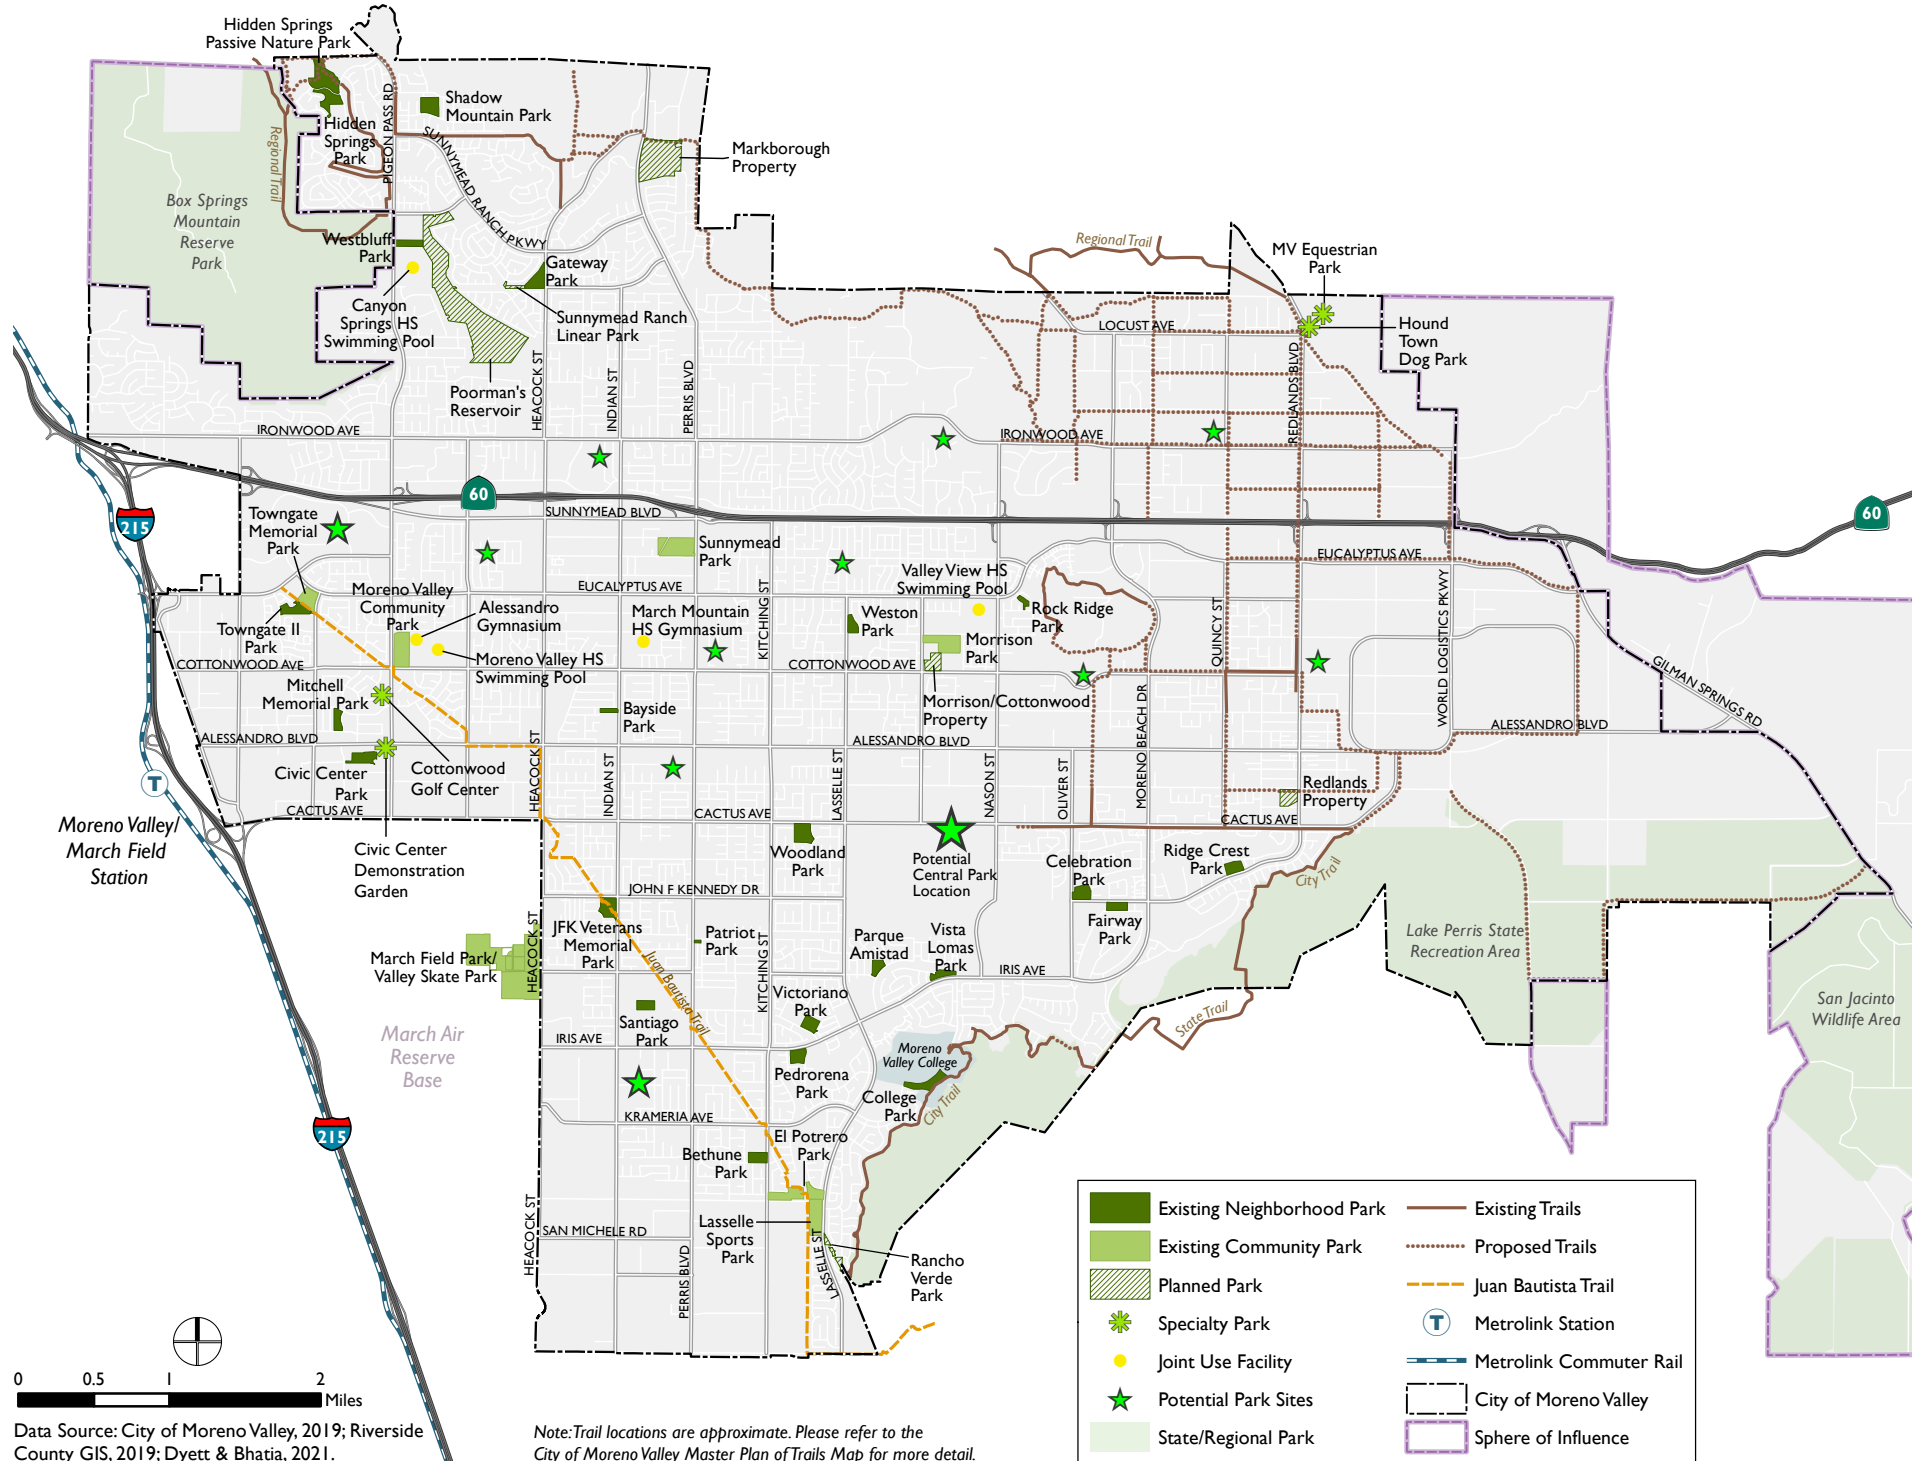 Hidden Springs
Passive Nature Park
Shadow
Mountain Park
Hidden
Springs
Park
PIGEON PASS RD
SUNNYMEAD RANCH PKWY
Regional Trail
Markborough
Property
Box Springs
Mountain
Reserve
Park
Westbluff
Park
Gateway
Park
Canyon
Springs HS
Swimming Pool
Sunnymead Ranch
Linear Park
Poorman's
Reservoir
HEACOCK ST
INDIAN ST
PERRIS BLVD
Regional Trail
MV Equestrian
Park
LOCUST AVE
Hound
Town
Dog Park
REDLANDS BLVD
IRONWOOD AVE
IRONWOOD AVE
60
SUNNYMEAD BLVD
60
215
Towngate
Memorial
Park
Sunnymead
Park
EUCALYPTUS AVE
EUCALYPTUS AVE
Moreno Valley
Community
Park
Alessandro
Gymnasium
March Mountain
HS Gymnasium
KITCHING ST
Valley View HS
Swimming Pool
Weston
Park
Rock Ridge
Park
Morrison
Park
QUINCY ST
WORLD LOGISTICS PKWY
GILMAN SPRINGS RD
Towngate II
Park
COTTONWOOD AVE
Moreno Valley HS
Swimming Pool
COTTONWOOD AVE
Mitchell
Memorial Park
Bayside
Park
Morrison/Cottonwood
Property
MORENO BEACH DR
ALESSANDRO BLVD
ALESSANDRO BLVD
ALESSANDRO BLVD
Civic Center
Park
Cottonwood
Golf Center
HEACOCK ST
INDIAN ST
LASSELLE ST
NASON ST
OLIVER ST
Redlands
Property
CACTUS AVE
CACTUS AVE
CACTUS AVE
T
Moreno Valley/
March Field
Station
Civic Center
Demonstration
Garden
Woodland
Park
Potential
Central Park
Location
Celebration
Park
Ridge Crest
Park
City Trail
JOHN F KENNEDY DR
Fairway
Park
JFK Veterans
Memorial
Park
Patriot
Park
Parque
Amistad
Vista
Lomas
Park
Lake Perris State
Recreation Area
March Field Park/
Valley Skate Park
HEACOCK ST
Juan Bautista Trail
KITCHING ST
IRIS AVE
Victoriano
Park
Santiago
Park
State Trail
San Jacinto
Wildlife Area
March Air
Reserve
Base
IRIS AVE
Moreno
Valley College
Pedrorena
Park
College
Park
City Trail
215
KRAMERIA AVE
El Potrero
Park
Bethune
Park
HEACOCK ST
SAN MICHELE RD
Lasselle
Sports
Park
PERRIS BLVD
LASSELLE ST
Rancho
Verde
Park
Existing Neighborhood Park
Existing Community Park
Planned Park
Specialty Park
Joint Use Facility
Potential Park Sites
State/Regional Park
Existing Trails
Proposed Trails
Juan Bautista Trail
T
Metrolink Station
Metrolink Commuter Rail
City of Moreno Valley
Sphere of Influence
0 0.5 1 2
Miles
Data Source: City of Moreno Valley, 2019; Riverside
County GIS, 2019; Dyett & Bhatia, 2021.
Note: Trail locations are approximate. Please refer to the
City of Moreno Valley Master Plan of Trails Map for more detail.